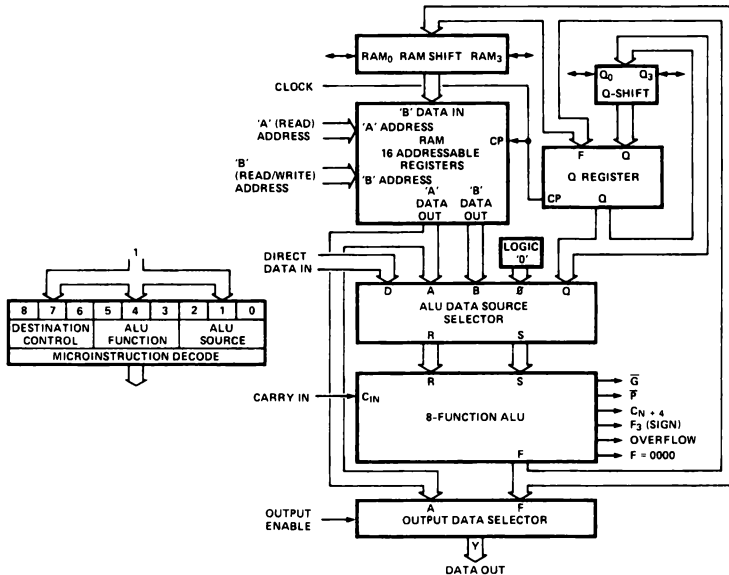 RAM₀ RAM SHIFT RAM₃
Q₀ Q₃
Q-SHIFT
CLOCK
'B' DATA IN
'A' (READ)
ADDRESS
'A' ADDRESS
RAM
16 ADDRESSABLE
REGISTERS
CP
'B'
(READ/WRITE)
ADDRESS
'B' ADDRESS
'A'
DATA
OUT
'B'
DATA
OUT
F Q
Q REGISTER
CP Q
LOGIC
'0'
DIRECT
DATA IN
D A B Ø Q
ALU DATA SOURCE
SELECTOR
R S
1
8 7 6 5 4 3 2 1 0
DESTINATION
CONTROL
ALU
FUNCTION
ALU
SOURCE
MICROINSTRUCTION DECODE
R S
CARRY IN
C_IN
8-FUNCTION ALU
F
G̅
P̅
C_N + 4
F₃ (SIGN)
OVERFLOW
F = 0000
OUTPUT
ENABLE
A F
OUTPUT DATA SELECTOR
Y
DATA OUT